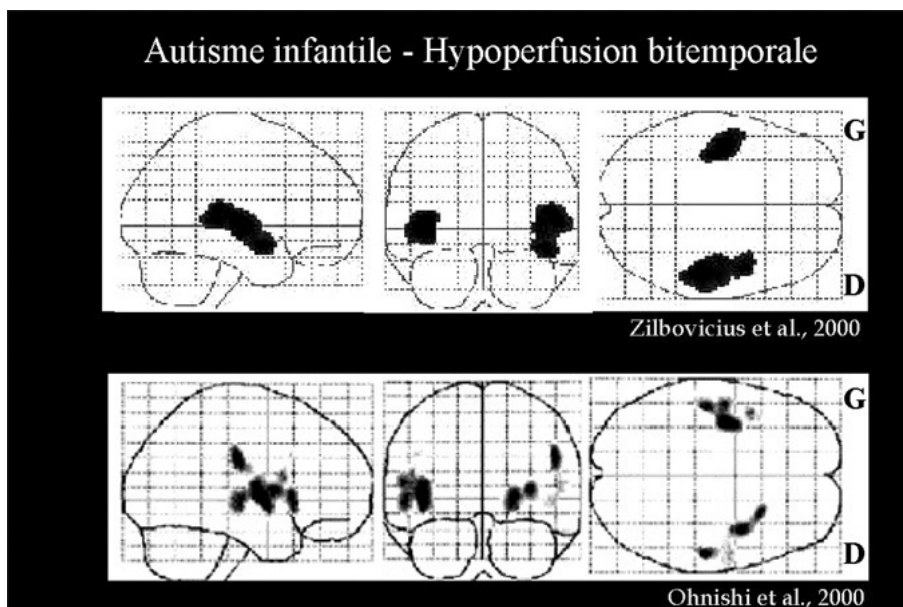 Autisme infantile - Hypoperfusion bitemporale
G
D
Zilbovicius et al., 2000
G
D
Ohnishi et al., 2000